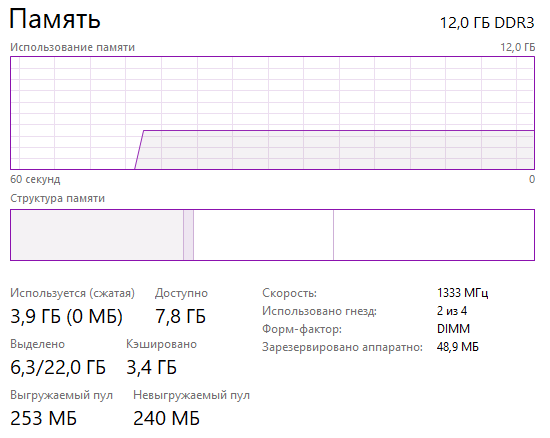 Память 12,0 ГБ DDR3
Использование памяти 12,0 ГБ
60 секунд 0
Структура памяти
Используется (сжатая) Доступно
3,9 ГБ (0 МБ) 7,8 ГБ
Выделено Кэшировано
6,3/22,0 ГБ 3,4 ГБ
Выгружаемый пул Невыгружаемый пул
253 МБ 240 МБ
Скорость: 1333 МГц
Использовано гнезд: 2 из 4
Форм-фактор: DIMM
Зарезервировано аппаратно: 48,9 МБ